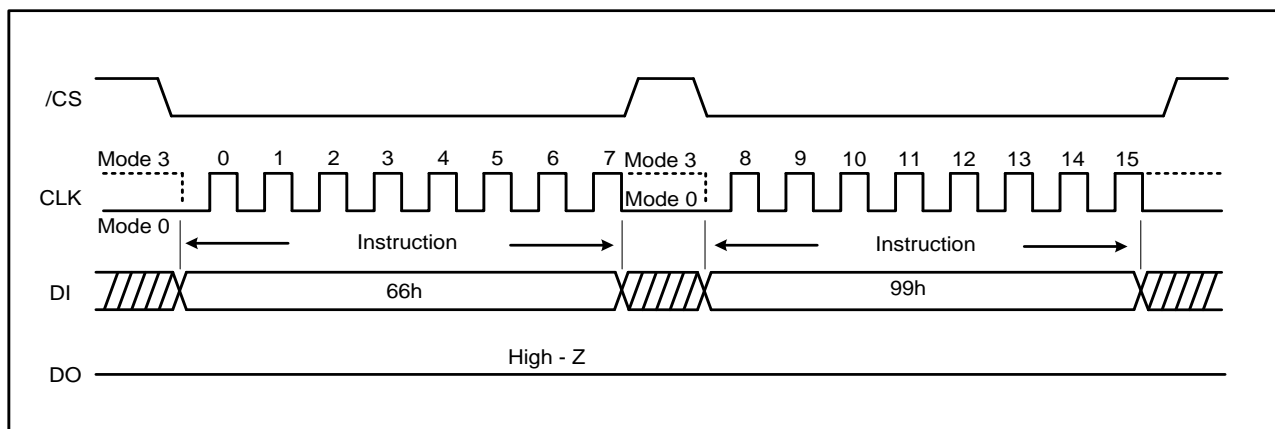 /CS
Mode 3 0 1 2 3 4 5 6 7 Mode 3 8 9 10 11 12 13 14 15
CLK
Mode 0 Mode 0
Instruction Instruction
DI 66h 99h
High - Z
DO